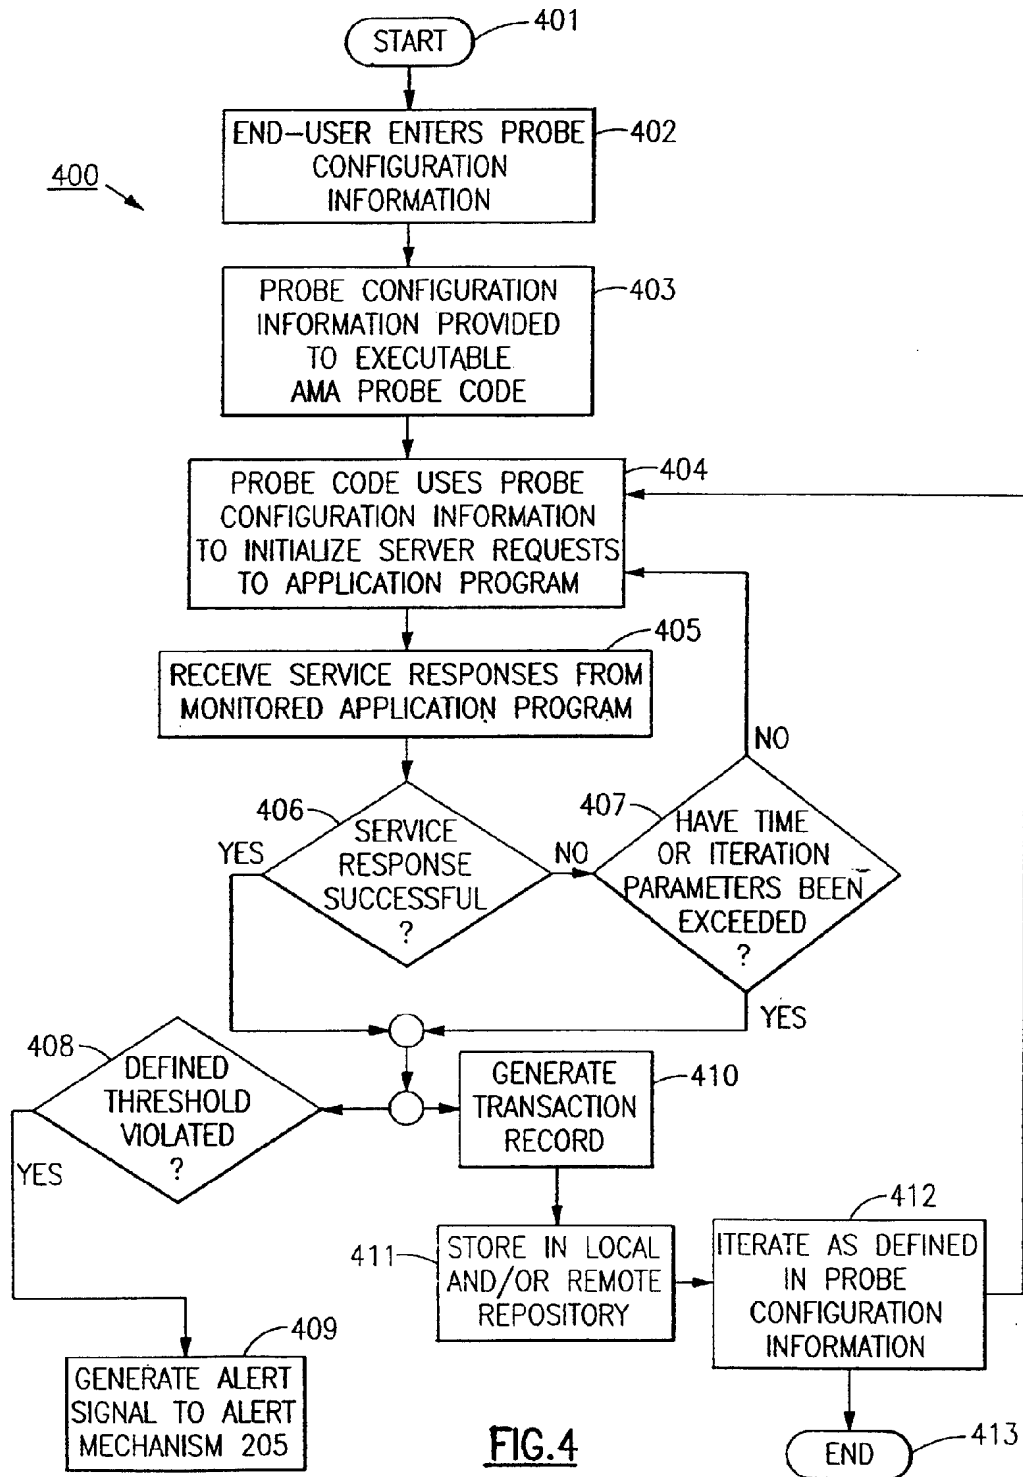 START
401
END-USER ENTERS PROBE
CONFIGURATION
INFORMATION
402
400
PROBE CONFIGURATION
INFORMATION PROVIDED
TO EXECUTABLE
AMA PROBE CODE
403
PROBE CODE USES PROBE
CONFIGURATION INFORMATION
TO INITIALIZE SERVER REQUESTS
TO APPLICATION PROGRAM
404
405
RECEIVE SERVICE RESPONSES FROM
MONITORED APPLICATION PROGRAM
406
SERVICE
RESPONSE
SUCCESSFUL
?
YES
NO
407
HAVE TIME
OR ITERATION
PARAMETERS BEEN
EXCEEDED
?
NO
YES
408
DEFINED
THRESHOLD
VIOLATED
?
YES
GENERATE
TRANSACTION
RECORD
410
411
STORE IN LOCAL
AND/OR REMOTE
REPOSITORY
412
ITERATE AS DEFINED
IN PROBE
CONFIGURATION
INFORMATION
409
GENERATE ALERT
SIGNAL TO ALERT
MECHANISM 205
END
413
FIG.4